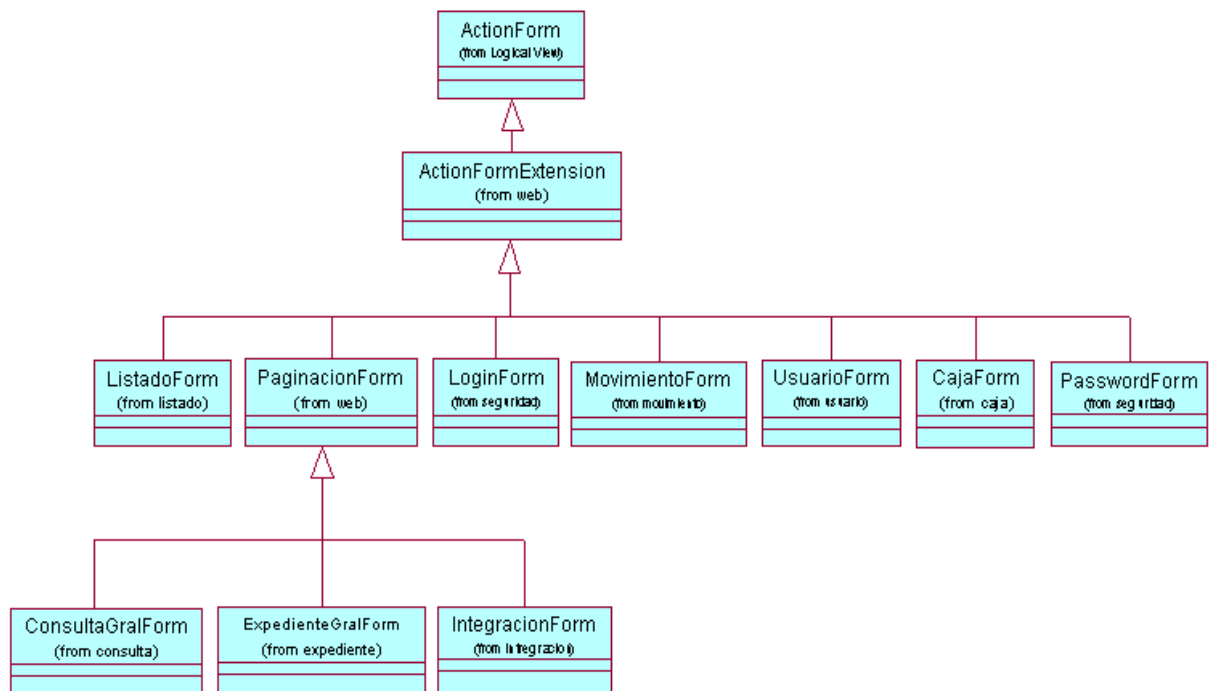 ActionForm
(from Logical View)
ActionFormExtension
(from web)
ListadoForm
(from listado)
PaginacionForm
(from web)
LoginForm
(from seguridad)
MovimientoForm
(from movimiento)
UsuarioForm
(from usuario)
CajaForm
(from caja)
PasswordForm
(from seguridad)
ConsultaGralForm
(from consulta)
ExpedienteGralForm
(from expediente)
IntegracionForm
(from integracion)